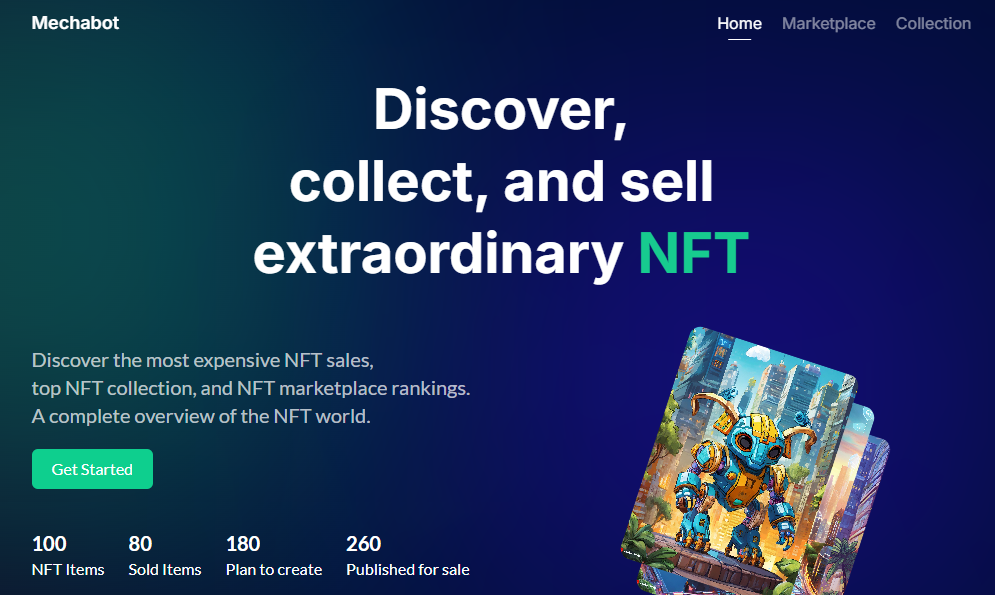 Mechabot
Home Marketplace Collection
Discover,
collect, and sell
extraordinary NFT
Discover the most expensive NFT sales,
top NFT collection, and NFT marketplace rankings.
A complete overview of the NFT world.
Get Started
100 80 180 260
NFT Items Sold Items Plan to create Published for sale